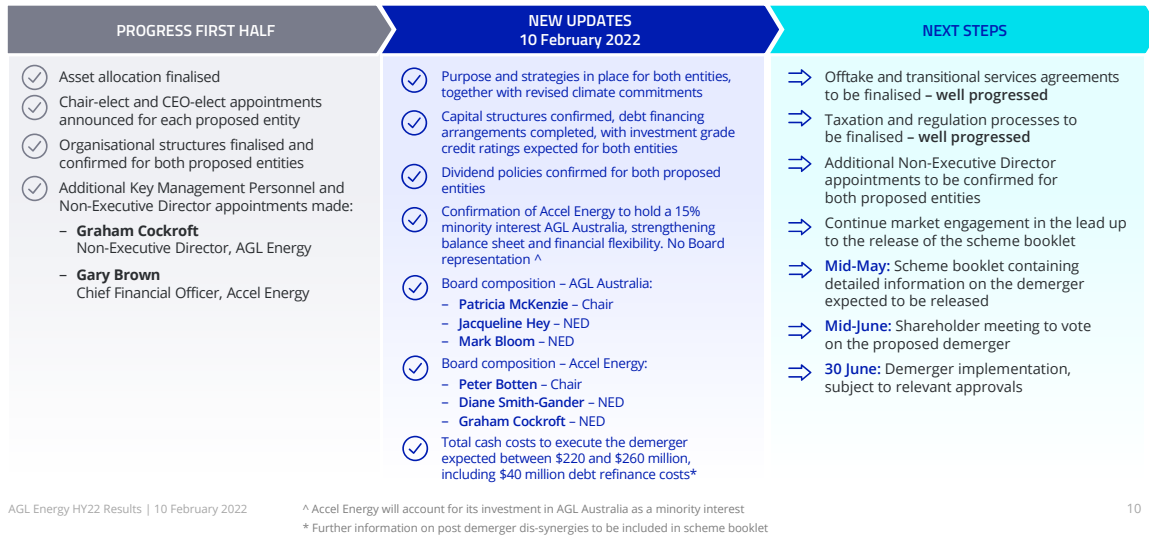 PROGRESS FIRST HALF
Asset allocation finalised
Chair-elect and CEO-elect appointments
announced for each proposed entity
Organisational structures finalised and
confirmed for both proposed entities
Additional Key Management Personnel and
Non-Executive Director appointments made:
– Graham Cockroft
Non-Executive Director, AGL Energy
– Gary Brown
Chief Financial Officer, Accel Energy
NEW UPDATES
10 February 2022
Purpose and strategies in place for both entities,
together with revised climate commitments
Capital structures confirmed, debt financing
arrangements completed, with investment grade
credit ratings expected for both entities
Dividend policies confirmed for both proposed
entities
Confirmation of Accel Energy to hold a 15%
minority interest AGL Australia, strengthening
balance sheet and financial flexibility. No Board
representation ^
Board composition – AGL Australia:
– Patricia McKenzie – Chair
– Jacqueline Hey – NED
– Mark Bloom – NED
Board composition – Accel Energy:
– Peter Botten – Chair
– Diane Smith-Gander – NED
– Graham Cockroft – NED
Total cash costs to execute the demerger
expected between $220 and $260 million,
including $40 million debt refinance costs*
NEXT STEPS
Offtake and transitional services agreements
to be finalised – well progressed
Taxation and regulation processes to
be finalised – well progressed
Additional Non-Executive Director
appointments to be confirmed for
both proposed entities
Continue market engagement in the lead up
to the release of the scheme booklet
Mid-May: Scheme booklet containing
detailed information on the demerger
expected to be released
Mid-June: Shareholder meeting to vote
on the proposed demerger
30 June: Demerger implementation,
subject to relevant approvals
AGL Energy HY22 Results | 10 February 2022
^ Accel Energy will account for its investment in AGL Australia as a minority interest
* Further information on post demerger dis-synergies to be included in scheme booklet
10